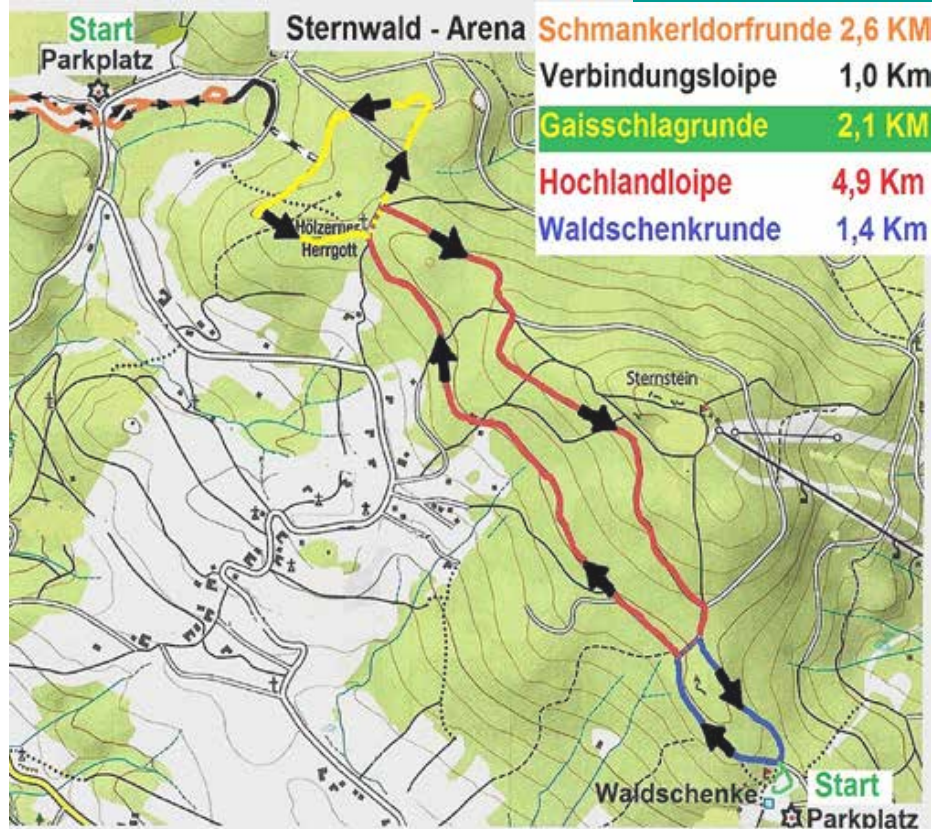 Start
Parkplatz
Sternwald - Arena
Schmankerldorfrunde 2,6 KM
Verbindungsloipe 1,0 Km
Gaisschlagrunde 2,1 KM
Hochlandloipe 4,9 Km
Waldschenkrunde 1,4 Km
Hölzerner
Herrgott
Sternstein
Waldschenke
Start
Parkplatz